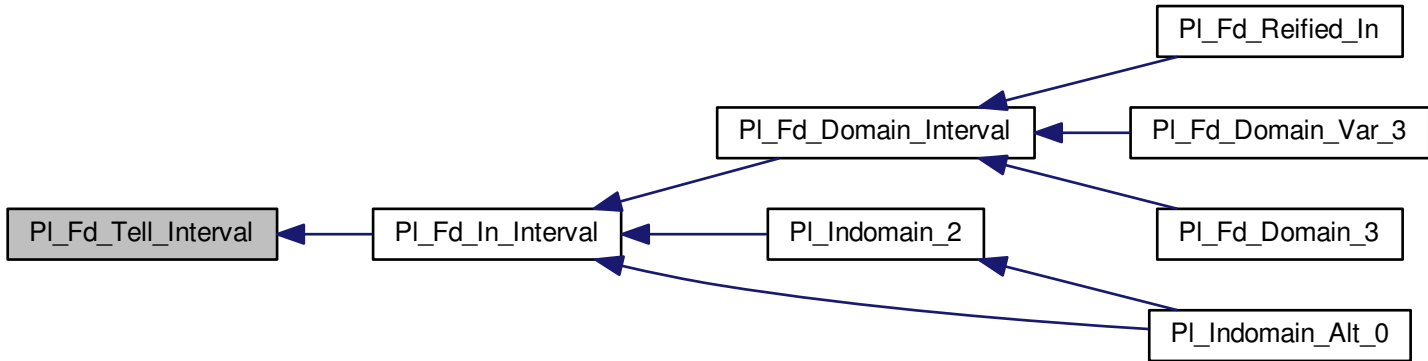 Pl_Fd_Reified_In
Pl_Fd_Domain_Interval
Pl_Fd_Domain_Var_3
Pl_Fd_Tell_Interval
Pl_Fd_In_Interval
Pl_Indomain_2
Pl_Fd_Domain_3
Pl_Indomain_Alt_0